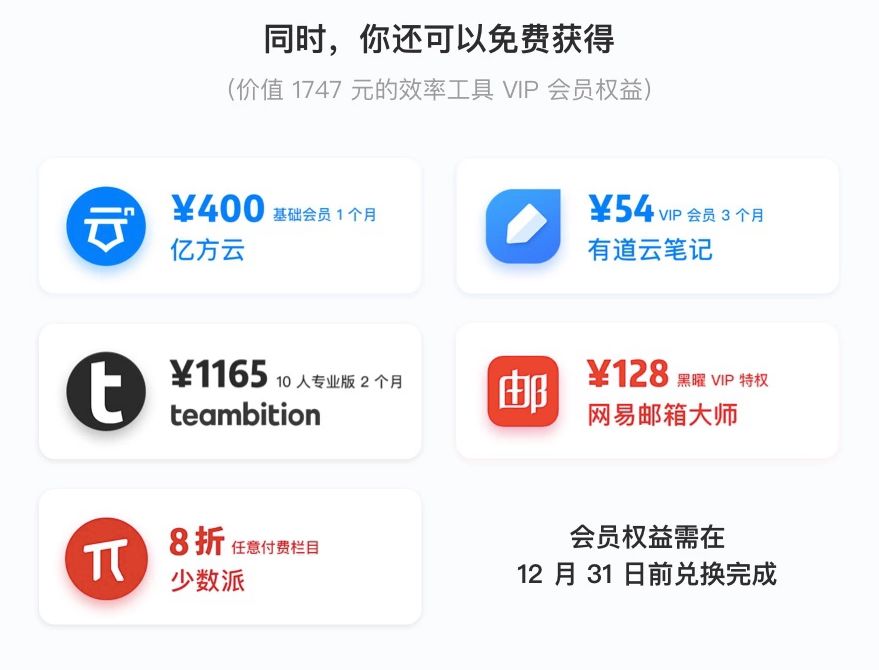 同时，你还可以免费获得
（价值 1747 元的效率工具 VIP 会员权益）
¥400 基础会员 1 个月
亿方云
¥54 VIP 会员 3 个月
有道云笔记
t
¥1165 10 人专业版 2 个月
teambition
邮
¥128 黑曜 VIP 特权
网易邮箱大师
π
8 折 任意付费栏目
少数派
会员权益需在
12 月 31 日前兑换完成